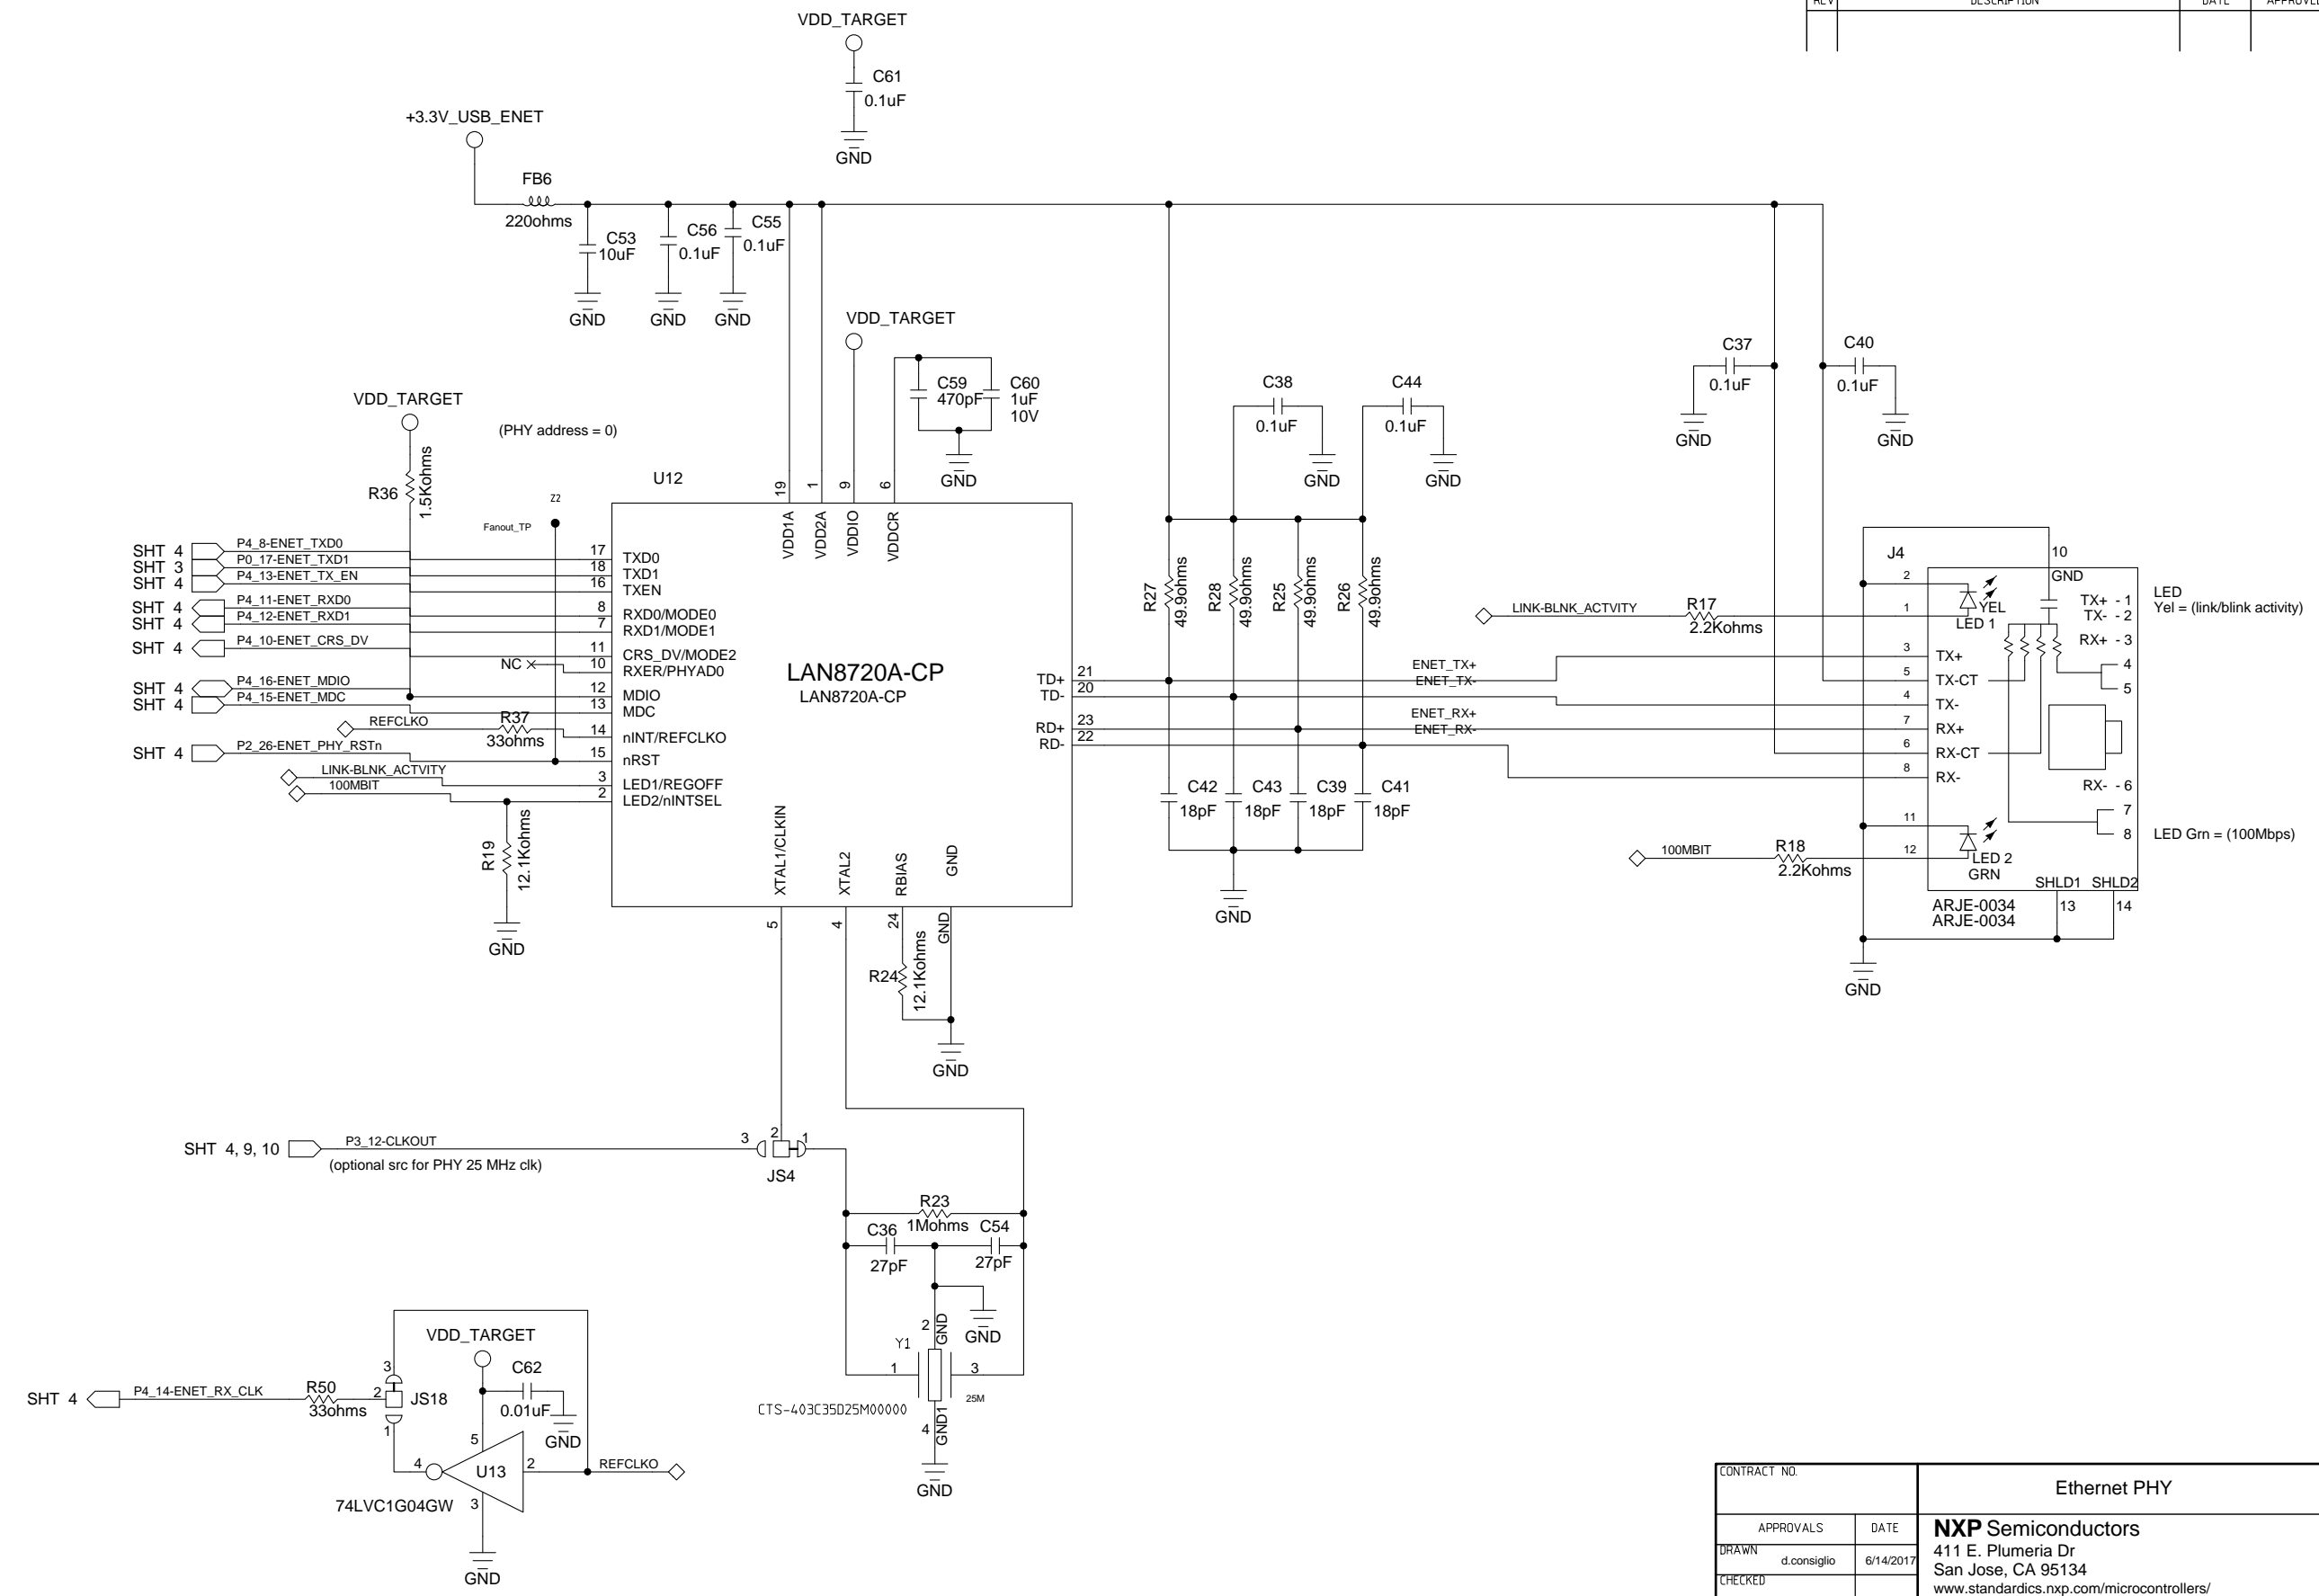 REV DESCRIPTION DATE APPROVED
VDD_TARGET
C61
0.1uF
GND
+3.3V_USB_ENET
FB6
220ohms
C53
10uF
GND
C56
0.1uF
GND
C55
0.1uF
GND
VDD_TARGET
C59
470pF
C60
1uF
10V
GND
VDD_TARGET
R36
1.5Kohms
(PHY address = 0)
Z2
Fanout_TP
U12
19
1
9
6
VDD1A
VDD2A
VDDIO
VDDCR
SHT 4 P4_8-ENET_TXD0 17 TXD0
SHT 3 P0_17-ENET_TXD1 18 TXD1
SHT 4 P4_13-ENET_TX_EN 16 TXEN
SHT 4 P4_11-ENET_RXD0 8 RXD0/MODE0
SHT 4 P4_12-ENET_RXD1 7 RXD1/MODE1
SHT 4 P4_10-ENET_CRS_DV 11 CRS_DV/MODE2
NC 10 RXER/PHYAD0
SHT 4 P4_16-ENET_MDIO 12 MDIO
SHT 4 P4_15-ENET_MDC 13 MDC
REFCLKO R37 33ohms 14 nINT/REFCLKO
SHT 4 P2_26-ENET_PHY_RSTn 15 nRST
LINK-BLNK_ACTVITY 3 LED1/REGOFF
100MBIT 2 LED2/nINTSEL
LAN8720A-CP
LAN8720A-CP
TD+ 21
TD- 20
RD+ 23
RD- 22
R19
12.1Kohms
GND
XTAL1/CLKIN
XTAL2
RBIAS
GND
5
4
24
GND
R24
12.1Kohms
GND
C38
0.1uF
GND
C44
0.1uF
GND
R27
49.9ohms
R28
49.9ohms
R25
49.9ohms
R26
49.9ohms
ENET_TX+
ENET_TX-
ENET_RX+
ENET_RX-
C42
18pF
C43
18pF
C39
18pF
C41
18pF
GND
C37
0.1uF
GND
C40
0.1uF
GND
LINK-BLNK_ACTVITY R17
2.2Kohms
J4
10
GND
2
1
YEL
LED 1
3 TX+
5 TX-CT
4 TX-
7 RX+
6 RX-CT
8 RX-
11
12
LED 2
GRN
TX+ - 1
TX- - 2
RX+ - 3
4
5
RX- - 6
7
8
LED
Yel = (link/blink activity)
LED Grn = (100Mbps)
100MBIT R18
2.2Kohms
SHLD1 SHLD2
13 14
ARJE-0034
ARJE-0034
GND
SHT 4, 9, 10 P3_12-CLKOUT
(optional src for PHY 25 MHz clk)
3 2 1
JS4
R23
1Mohms
C36
27pF
C54
27pF
GND
Y1
2 GND
1 3
25M
CTS-403C35D25M00000
4 GND1
GND
VDD_TARGET
C62
0.01uF
GND
SHT 4 P4_14-ENET_RX_CLK R50
33ohms
3
2
1
JS18
5
4 U13 2 REFCLKO
3
74LVC1G04GW
GND
CONTRACT NO.
Ethernet PHY
APPROVALS DATE
DRAWN d.consiglio 6/14/2017
CHECKED
NXP Semiconductors
411 E. Plumeria Dr
San Jose, CA 95134
www.standardics.nxp.com/microcontrollers/